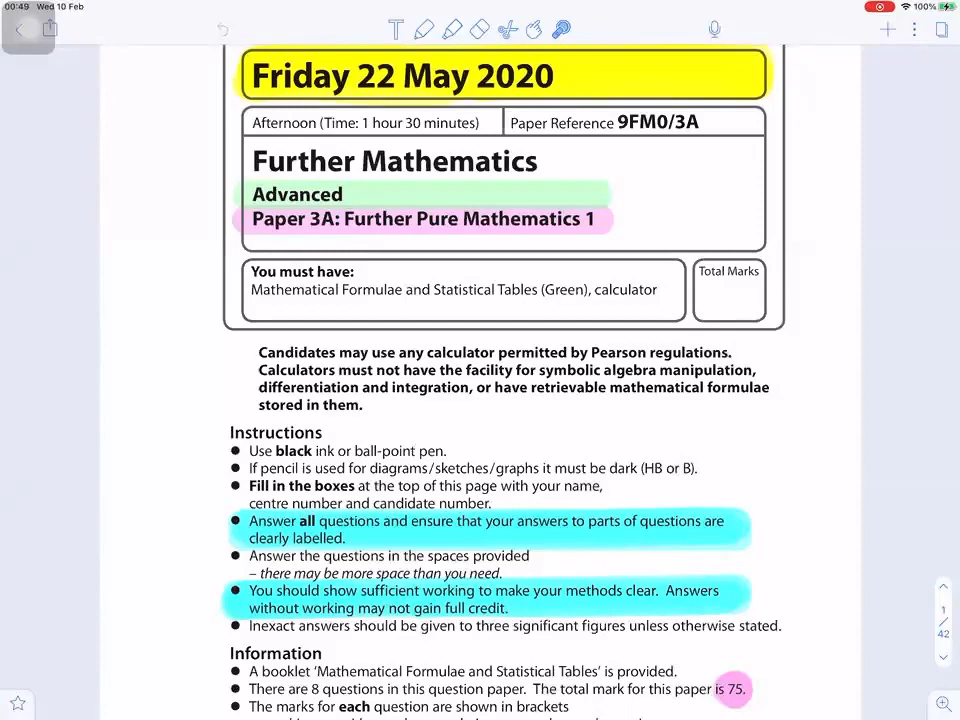 00:49 Wed 10 Feb
100%
Friday 22 May 2020
Afternoon (Time: 1 hour 30 minutes)
Paper Reference 9FM0/3A
Further Mathematics
Advanced
Paper 3A: Further Pure Mathematics 1
You must have:
Mathematical Formulae and Statistical Tables (Green), calculator
Total Marks
Candidates may use any calculator permitted by Pearson regulations.
Calculators must not have the facility for symbolic algebra manipulation,
differentiation and integration, or have retrievable mathematical formulae
stored in them.
Instructions
● Use black ink or ball-point pen.
● If pencil is used for diagrams/sketches/graphs it must be dark (HB or B).
● Fill in the boxes at the top of this page with your name,
centre number and candidate number.
● Answer all questions and ensure that your answers to parts of questions are
clearly labelled.
● Answer the questions in the spaces provided
– there may be more space than you need.
● You should show sufficient working to make your methods clear. Answers
without working may not gain full credit.
● Inexact answers should be given to three significant figures unless otherwise stated.
Information
● A booklet ‘Mathematical Formulae and Statistical Tables’ is provided.
● There are 8 questions in this question paper. The total mark for this paper is 75.
● The marks for each question are shown in brackets
1
/
42